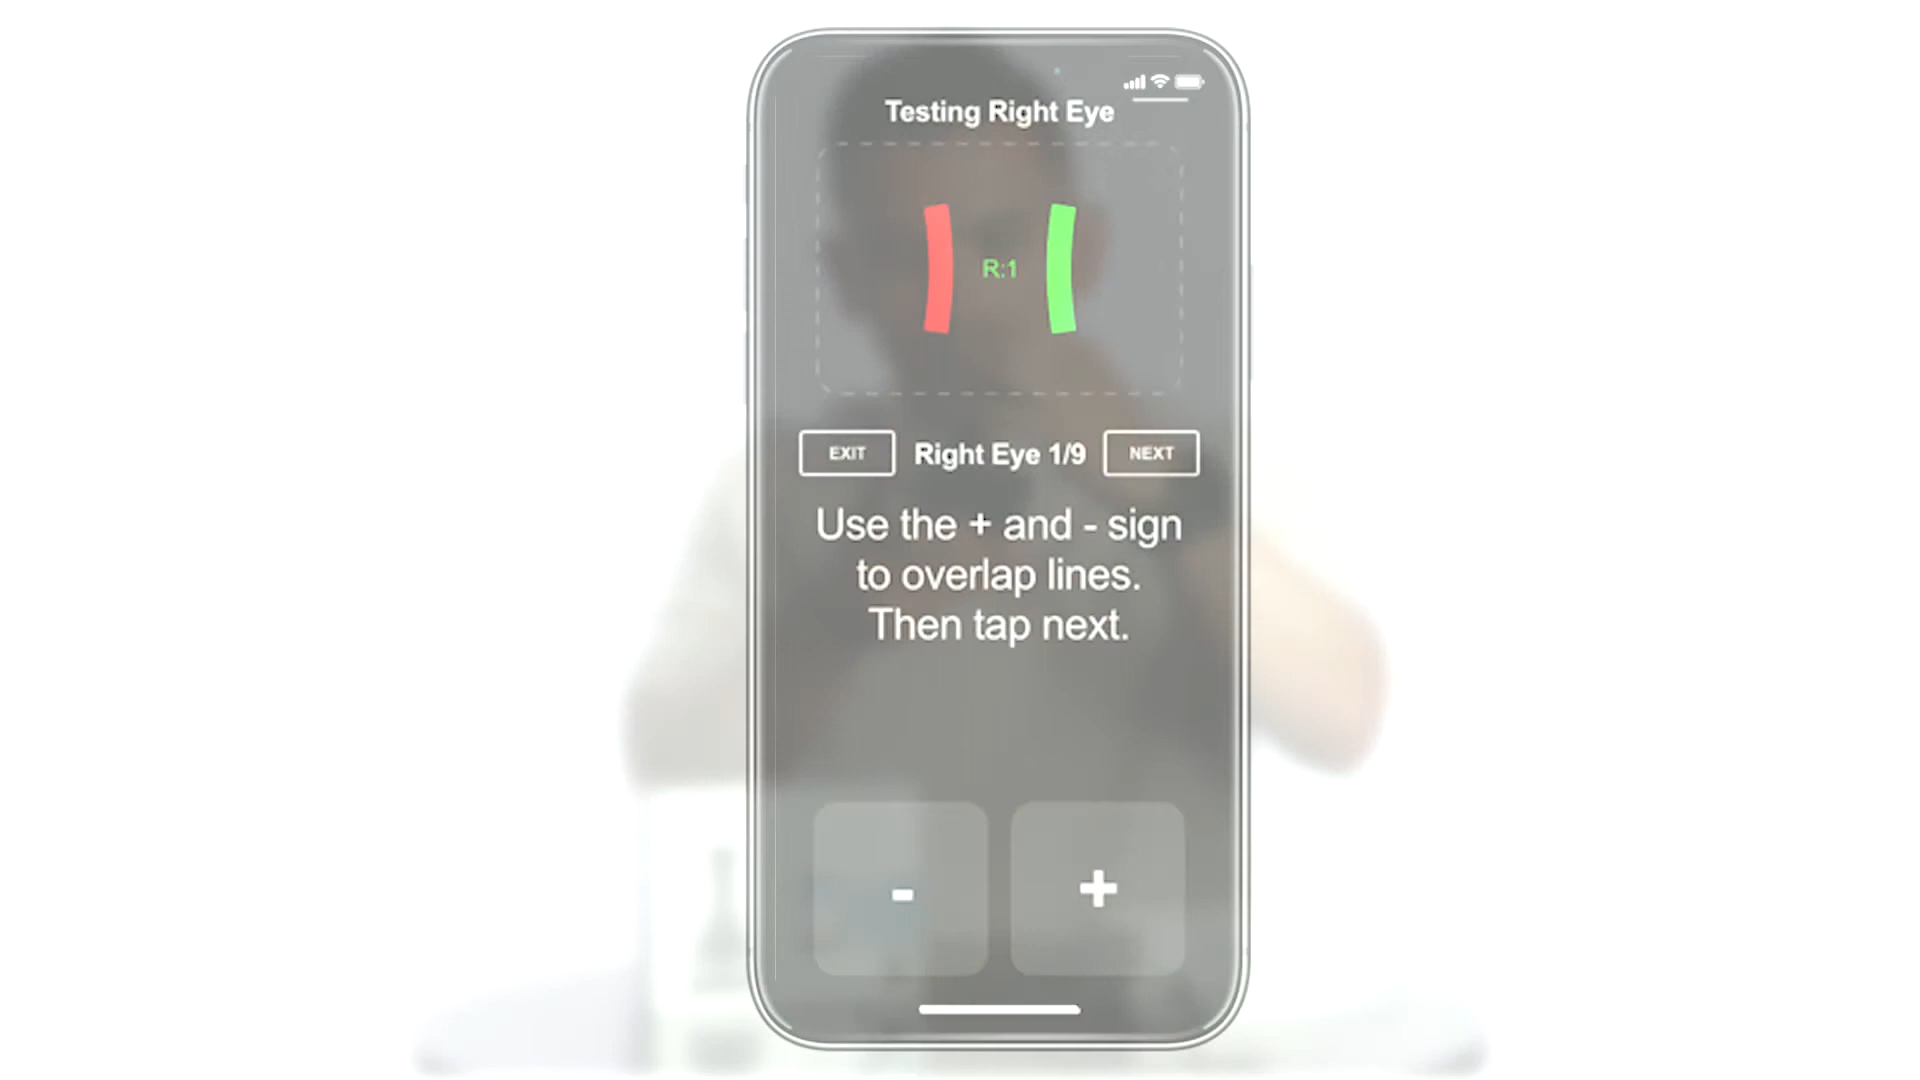 Testing Right Eye
R:1
EXIT
Right Eye 1/9
NEXT
Use the + and - sign
to overlap lines.
Then tap next.
-
+